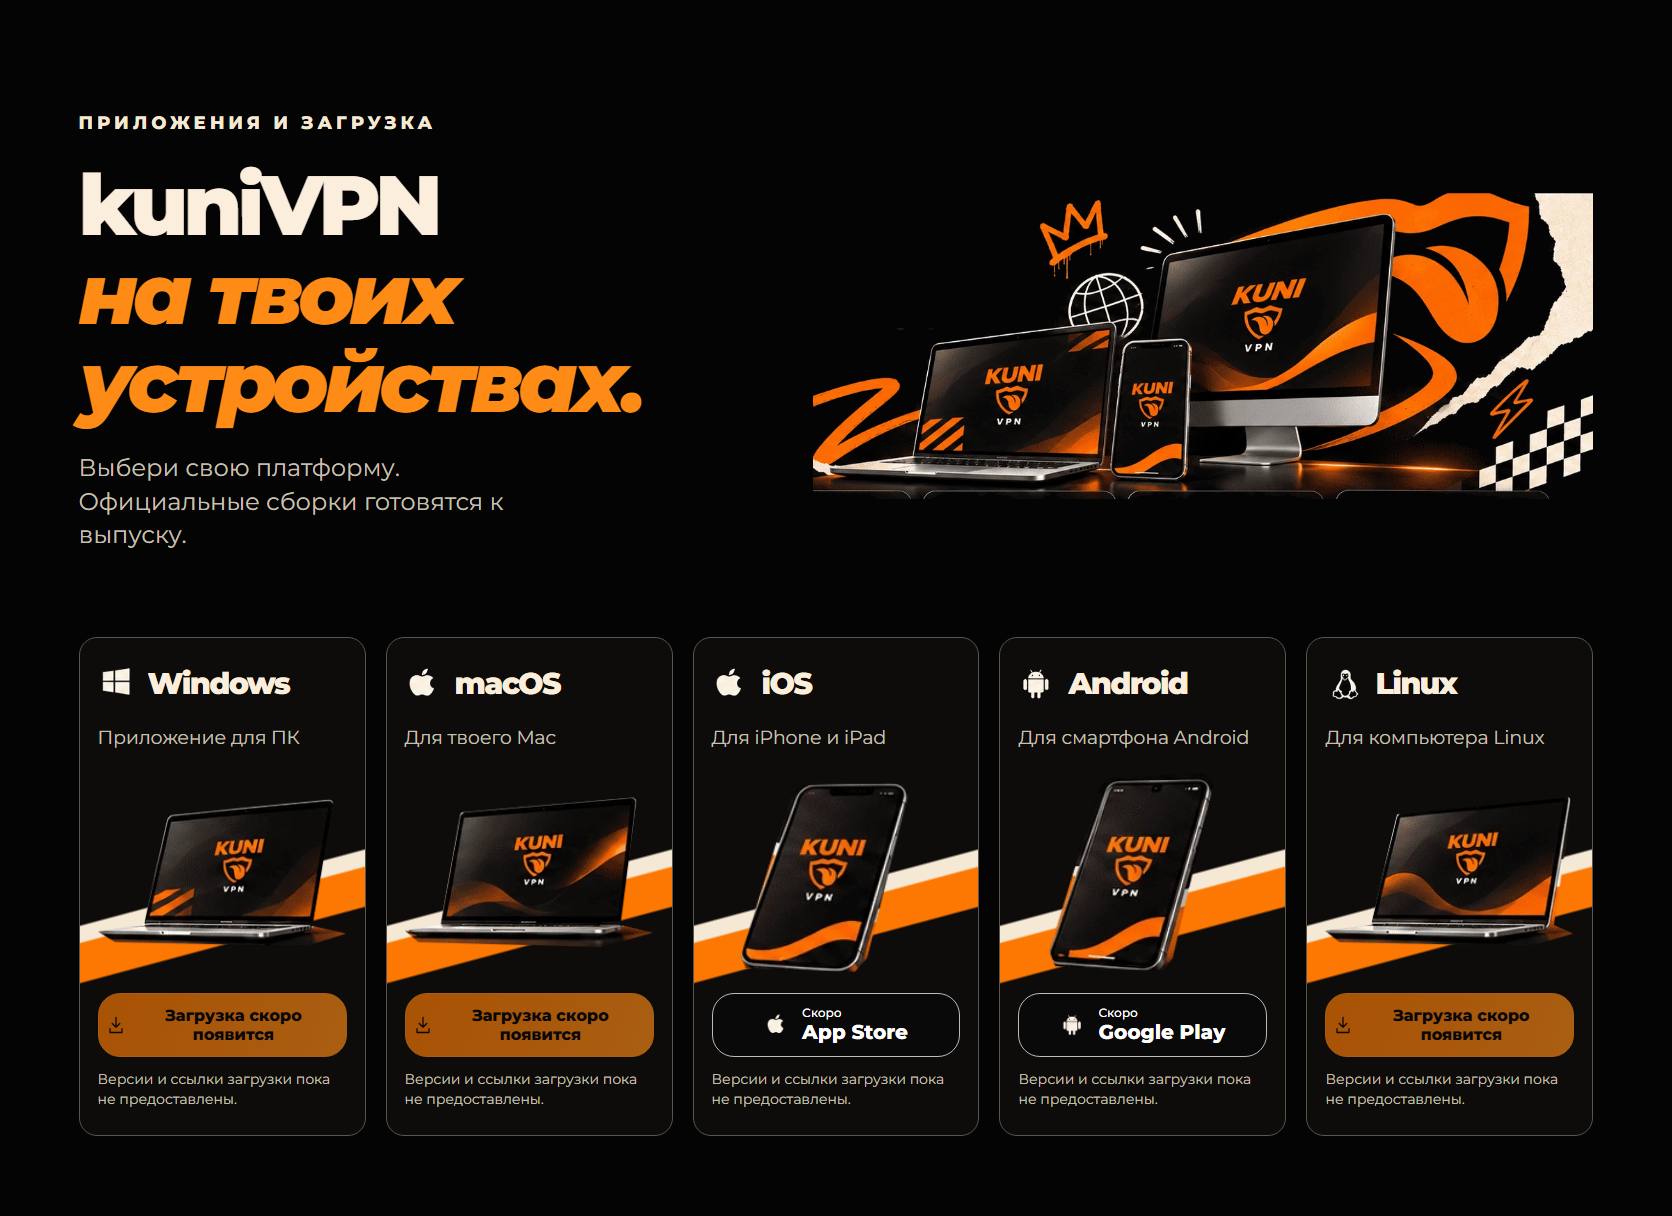 ПРИЛОЖЕНИЯ И ЗАГРУЗКА
kuniVPN
на твоих
устройствах.
Выбери свою платформу.
Официальные сборки готовятся к
выпуску.
KUNI
VPN
KUNI
VPN
KUNI
VPN
Windows
Приложение для ПК
KUNI
VPN
Загрузка скоро
появится
Версии и ссылки загрузки пока
не предоставлены.
macOS
Для твоего Mac
KUNI
VPN
Загрузка скоро
появится
Версии и ссылки загрузки пока
не предоставлены.
iOS
Для iPhone и iPad
KUNI
VPN
Скоро
App Store
Версии и ссылки загрузки пока
не предоставлены.
Android
Для смартфона Android
KUNI
VPN
Скоро
Google Play
Версии и ссылки загрузки пока
не предоставлены.
Linux
Для компьютера Linux
KUNI
VPN
Загрузка скоро
появится
Версии и ссылки загрузки пока
не предоставлены.